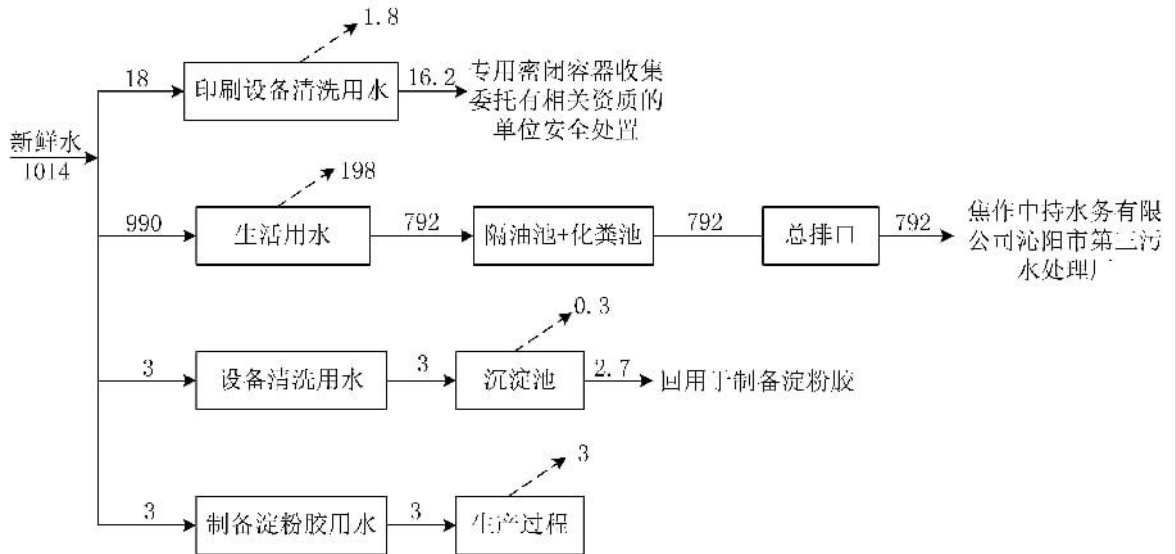 1.8
18
印刷设备清洗用水
16.2
专用密闭容器收集
委托有相关资质的
单位安全处置
新鲜水
1014
198
990
生活用水
792
隔油池+化粪池
792
总排口
792
焦作中持水务有限
公司沁阳市第三污
水处理厂
0.3
3
设备清洗用水
3
沉淀池
2.7
回用于制备淀粉胶
3
3
制备淀粉胶用水
3
生产过程